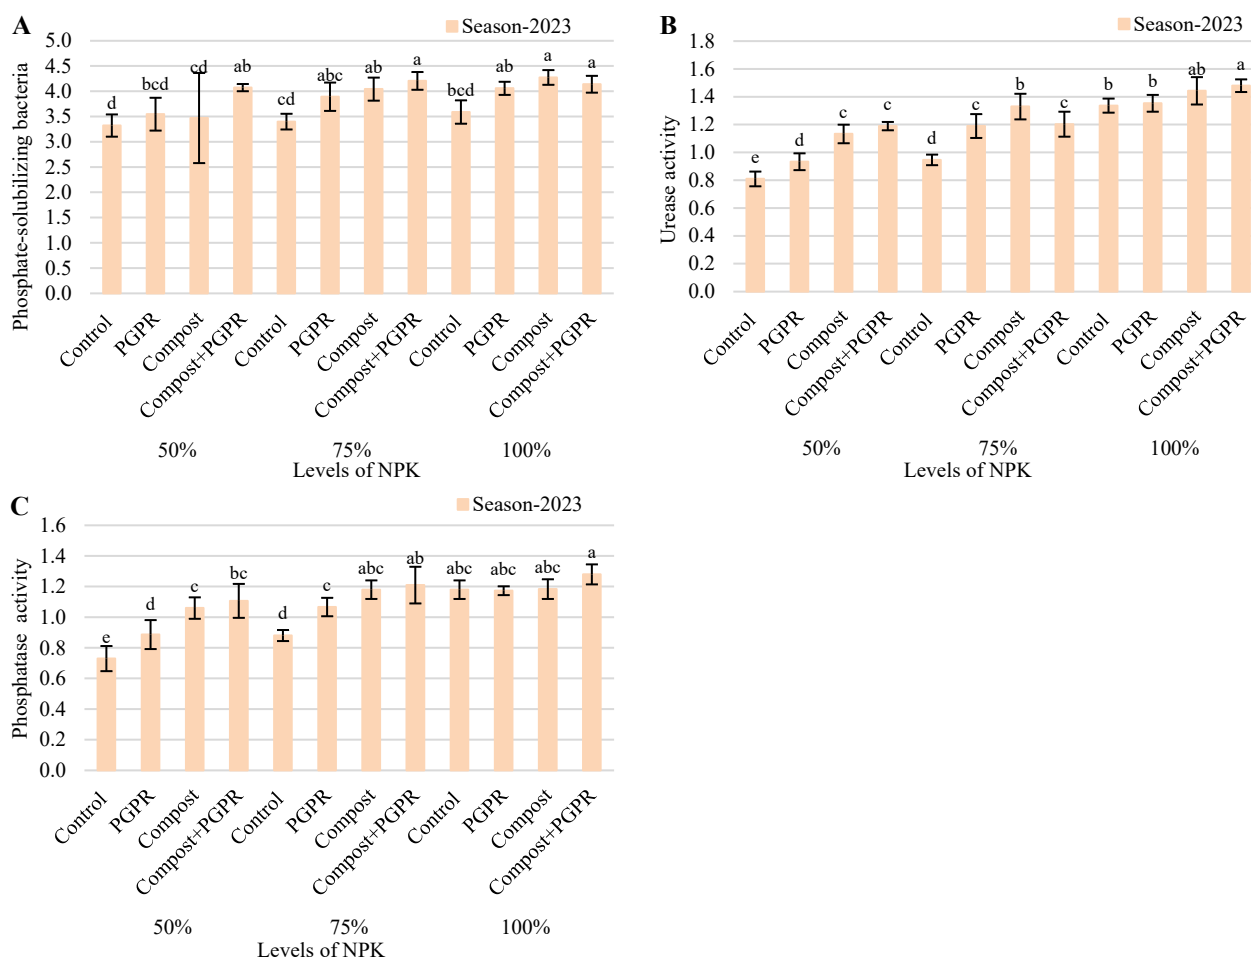 A
Season-2023
Phosphate-solubilizing bacteria
5.0
4.5
4.0
3.5
3.0
2.5
2.0
1.5
1.0
0.5
0.0
d
bcd
cd
ab
cd
abc
ab
a
bcd
ab
a
a
Control
PGPR
Compost
Compost+PGPR
Control
PGPR
Compost
Compost+PGPR
Control
PGPR
Compost
Compost+PGPR
50% 75% 100%
Levels of NPK
B
Season-2023
Urease activity
1.8
1.6
1.4
1.2
1.0
0.8
0.6
0.4
0.2
0.0
e
d
c
c
d
c
b
c
b
b
ab
a
Control
PGPR
Compost
Compost+PGPR
Control
PGPR
Compost
Compost+PGPR
Control
PGPR
Compost
Compost+PGPR
50% 75% 100%
Levels of NPK
C
Season-2023
Phosphatase activity
1.6
1.4
1.2
1.0
0.8
0.6
0.4
0.2
0.0
e
d
c
bc
d
c
abc
ab
abc
abc
abc
a
Control
PGPR
Compost
Compost+PGPR
Control
PGPR
Compost
Compost+PGPR
Control
PGPR
Compost
Compost+PGPR
50% 75% 100%
Levels of NPK